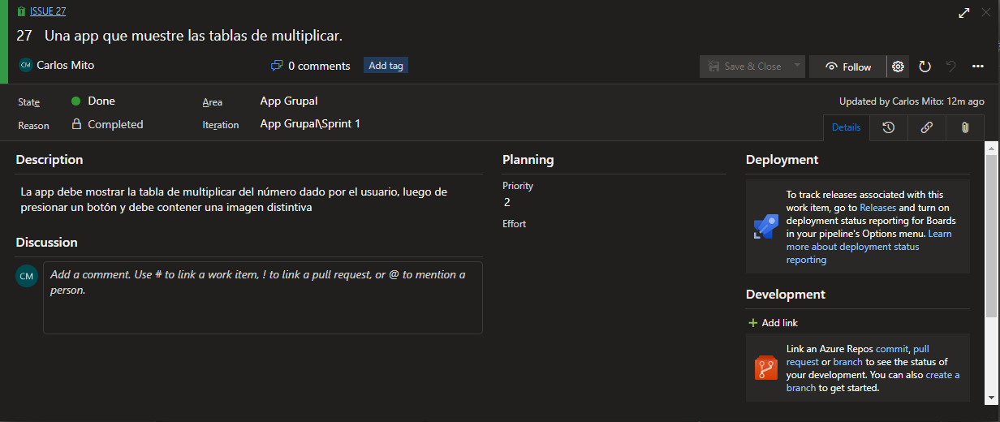 ISSUE 27
27 Una app que muestre las tablas de multiplicar.
CM Carlos Mito
0 comments
Add tag
Save & Close
Follow
State
Done
Area
App Grupal
Updated by Carlos Mito: 12m ago
Reason
Completed
Iteration
App Grupal\Sprint 1
Details
Description
La app debe mostrar la tabla de multiplicar del número dado por el usuario, luego de
presionar un botón y debe contener una imagen distintiva
Discussion
CM
Add a comment. Use # to link a work item, ! to link a pull request, or @ to mention a
person.
Planning
Priority
2
Effort
Deployment
To track releases associated with this
work item, go to Releases and turn on
deployment status reporting for Boards
in your pipeline's Options menu. Learn
more about deployment status
reporting
Development
+ Add link
Link an Azure Repos commit, pull
request or branch to see the status of
your development. You can also create a
branch to get started.